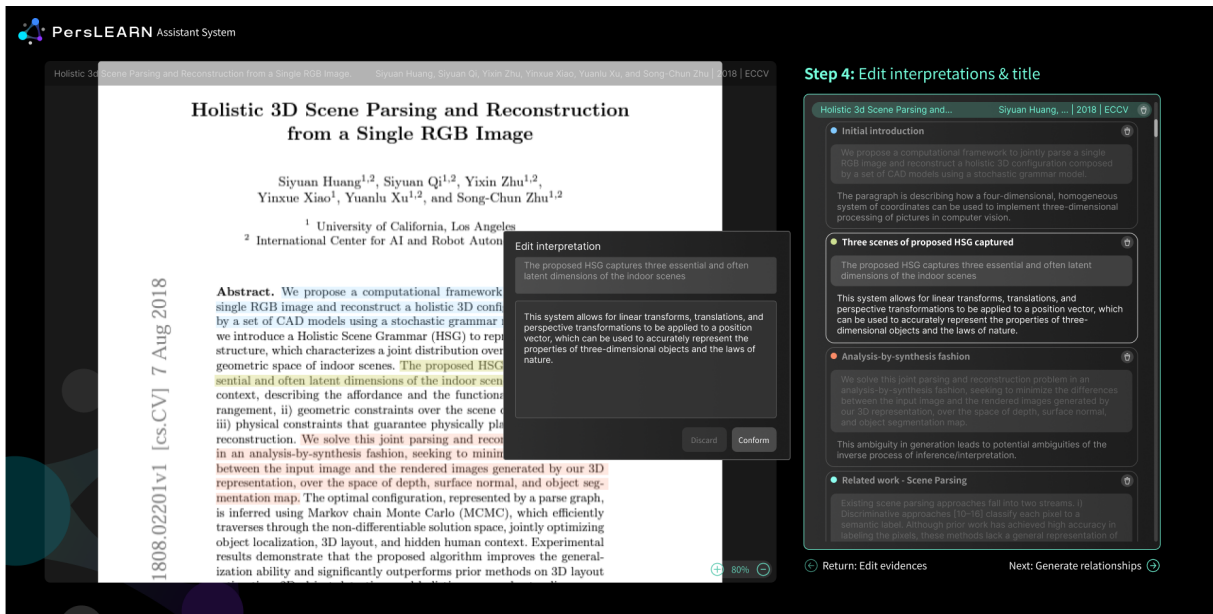 PersLEARN Assistant System
Holistic 3d Scene Parsing and Reconstruction from a Single RGB Image. Siyuan Huang, Siyuan Qi, Yixin Zhu, Yinxue Xiao, Yuanlu Xu, and Song-Chun Zhu | 2018 | ECCV
Holistic 3D Scene Parsing and Reconstruction
from a Single RGB Image
Siyuan Huang1,2, Siyuan Qi1,2, Yixin Zhu1,2,
Yinxue Xiao1, Yuanlu Xu1,2, and Song-Chun Zhu1,2
1 University of California, Los Angeles
2 International Center for AI and Robot Auton
1808.02201v1 [cs.CV] 7 Aug 2018
Abstract. We propose a computational framework
single RGB image and reconstruct a holistic 3D confi
by a set of CAD models using a stochastic grammar
we introduce a Holistic Scene Grammar (HSG) to rep
structure, which characterizes a joint distribution over
geometric space of indoor scenes. The proposed HSG
sential and often latent dimensions of the indoor scen
context, describing the affordance and the functiona
rangement, ii) geometric constraints over the scene
iii) physical constraints that guarantee physically pla
reconstruction. We solve this joint parsing and recon
in an analysis-by-synthesis fashion, seeking to minim
between the input image and the rendered images generated by our 3D
representation, over the space of depth, surface normal, and object seg-
mentation map. The optimal configuration, represented by a parse graph,
is inferred using Markov chain Monte Carlo (MCMC), which efficiently
traverses through the non-differentiable solution space, jointly optimizing
object localization, 3D layout, and hidden human context. Experimental
results demonstrate that the proposed algorithm improves the general-
ization ability and significantly outperforms prior methods on 3D layout
80%
Edit interpretation
The proposed HSG captures three essential and often
latent dimensions of the indoor scenes
This system allows for linear transforms, translations, and
perspective transformations to be applied to a position
vector, which can be used to accurately represent the
properties of three-dimensional objects and the laws of
nature.
Discard Conform
Step 4: Edit interpretations & title
Holistic 3d Scene Parsing and... Siyuan Huang, ... | 2018 | ECCV
Initial introduction
We propose a computational framework to jointly parse a single
RGB image and reconstruct a holistic 3D configuration composed
by a set of CAD models using a stochastic grammar model.
The paragraph is describing how a four-dimensional, homogeneous
system of coordinates can be used to implement three-dimensional
processing of pictures in computer vision.
Three scenes of proposed HSG captured
The proposed HSG captures three essential and often latent
dimensions of the indoor scenes
This system allows for linear transforms, translations, and
perspective transformations to be applied to a position vector, which
can be used to accurately represent the properties of three-
dimensional objects and the laws of nature.
Analysis-by-synthesis fashion
We solve this joint parsing and reconstruction problem in an
analysis-by-synthesis fashion, seeking to minimize the differences
between the input image and the rendered images generated by
our 3D representation, over the space of depth, surface normal,
and object segmentation map.
This ambiguity in generation leads to potential ambiguities of the
inverse process of inference/interpretation.
Related work - Scene Parsing
Existing scene parsing approaches fall into two streams. i)
Discriminative approaches [10-16] classify each pixel to a
semantic label. Although prior work has achieved high accuracy in
labeling the pixels, these methods lack a general representation of
Return: Edit evidences Next: Generate relationships